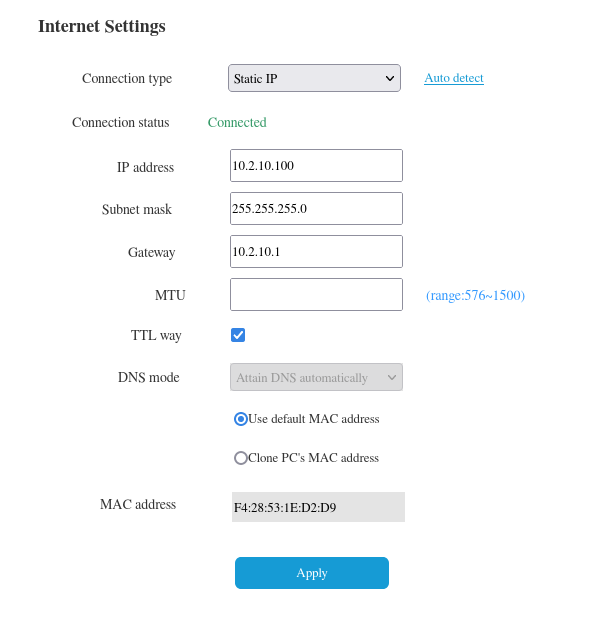 Internet Settings
Connection type Static IP Auto detect
Connection status Connected
IP address 10.2.10.100
Subnet mask 255.255.255.0
Gateway 10.2.10.1
MTU (range:576~1500)
TTL way
DNS mode Attain DNS automatically
Use default MAC address
Clone PC's MAC address
MAC address F4:28:53:1E:D2:D9
Apply